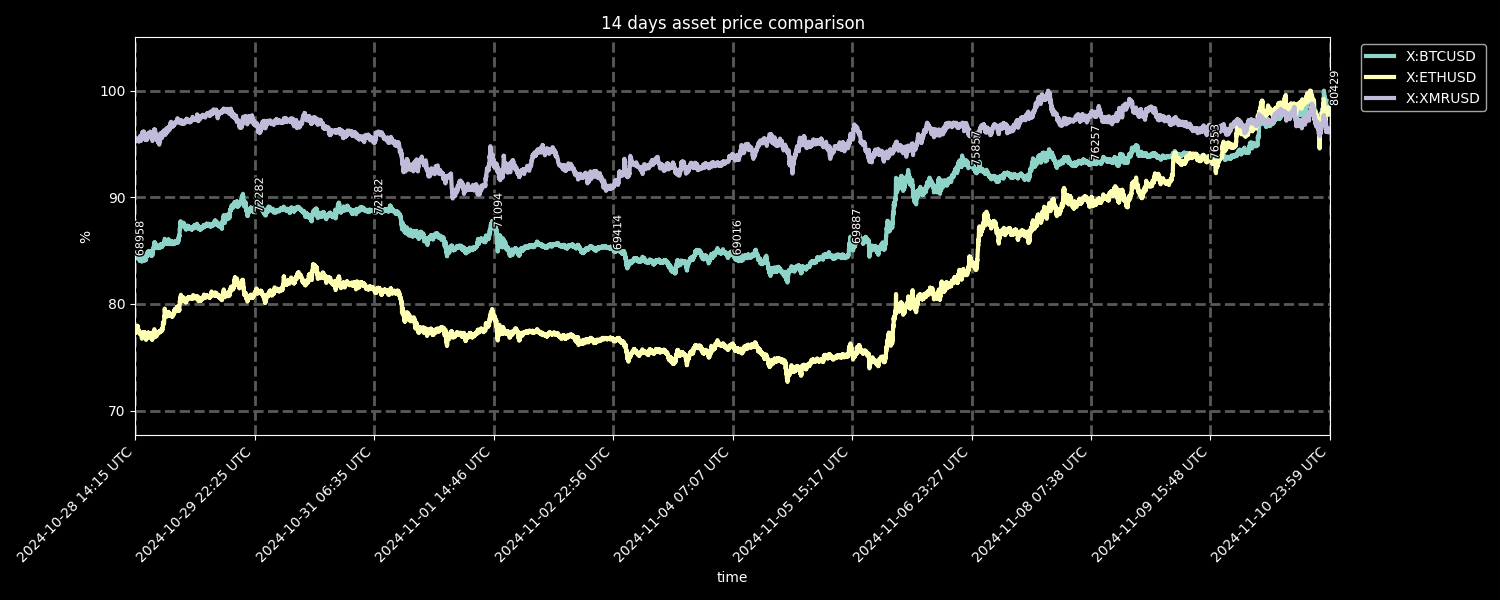 14 days asset price comparison
X:BTCUSD
X:ETHUSD
X:XMRUSD
100
90
80
70
%
68958
72282
72182
71094
69414
69016
69887
75857
76257
76353
80429
2024-10-28 14:15 UTC
2024-10-29 22:25 UTC
2024-10-31 06:35 UTC
2024-11-01 14:46 UTC
2024-11-02 22:56 UTC
2024-11-04 07:07 UTC
2024-11-05 15:17 UTC
2024-11-06 23:27 UTC
2024-11-08 07:38 UTC
2024-11-09 15:48 UTC
2024-11-10 23:59 UTC
time